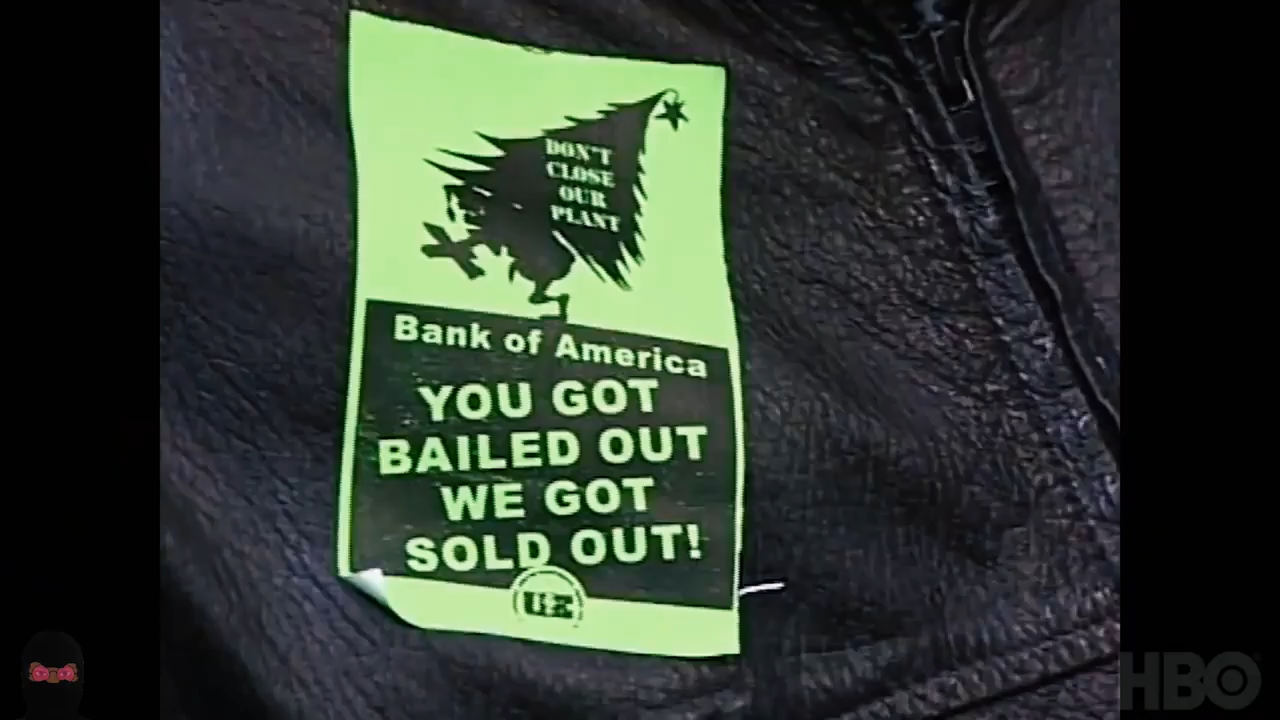 DON'T
CLOSE
OUR
PLANT
Bank of America
YOU GOT
BAILED OUT
WE GOT
SOLD OUT!
UE
HBO